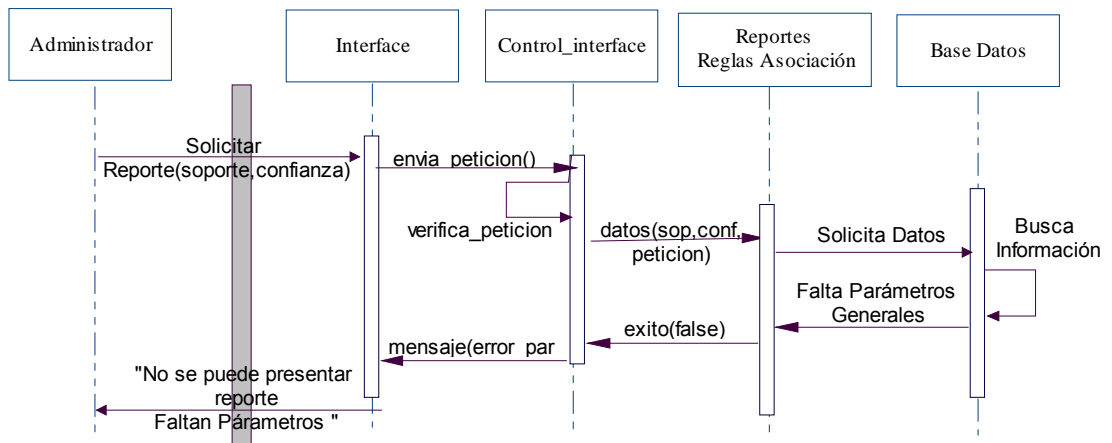 Administrador
Interface
Control_interface
Reportes
Reglas Asociación
Base Datos
Solicitar
Reporte(soporte,confianza)
envia_peticion()
verifica_peticion
datos(sop,conf,
peticion)
Solicita Datos
Busca
Información
Falta Parámetros
Generales
exito(false)
mensaje(error_par
"No se puede presentar
reporte
Faltan Párametros "